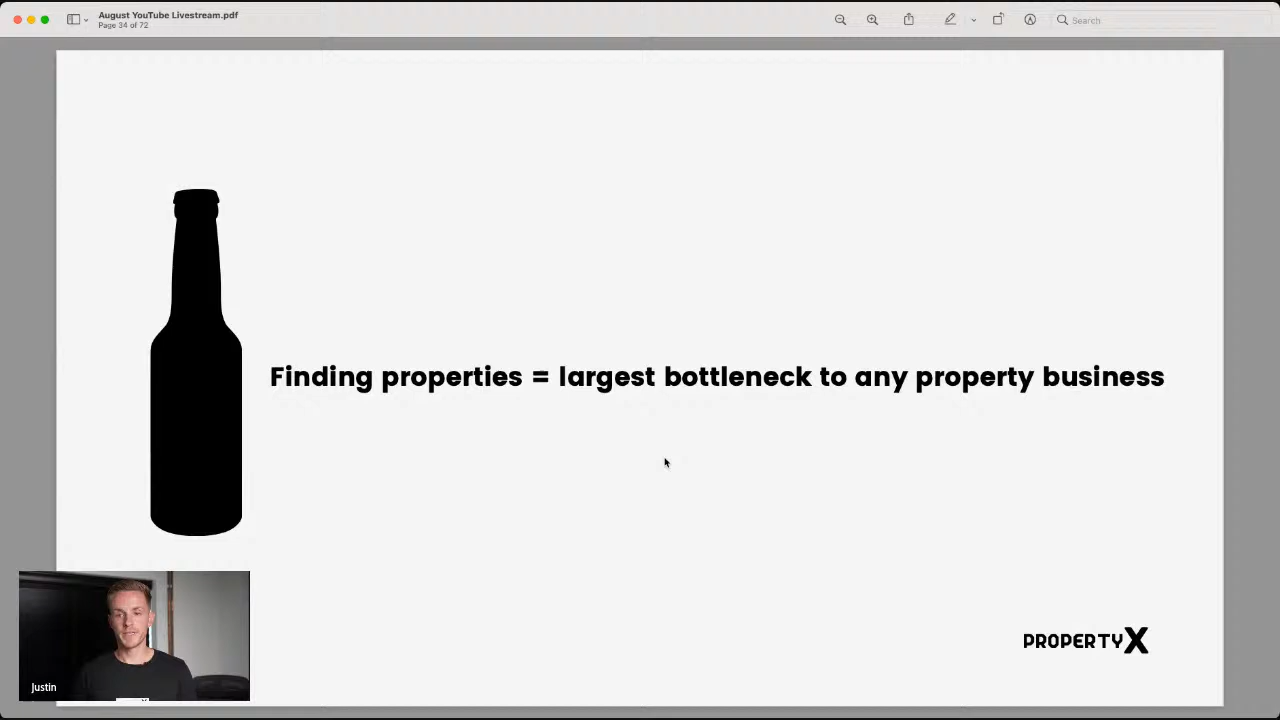 August YouTube Livestream.pdf
Page 34 of 72
Search
Finding properties = largest bottleneck to any property business
PROPERTYX
Justin